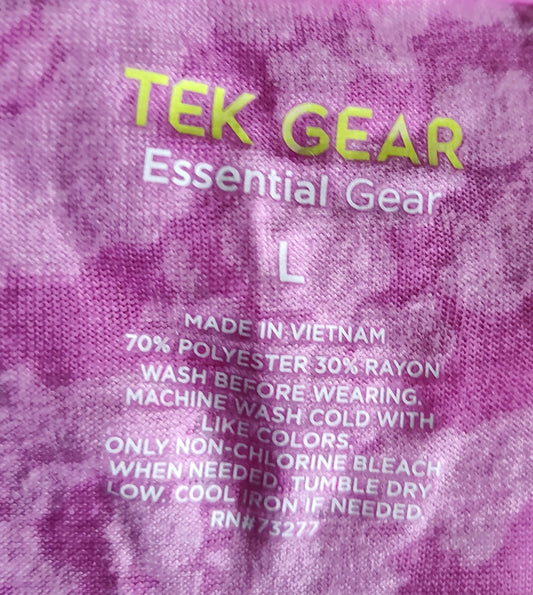 TEK GEAR
Essential Gear
L
MADE IN VIETNAM
70% POLYESTER 30% RAYON
WASH BEFORE WEARING.
MACHINE WASH COLD WITH
LIKE COLORS.
ONLY NON-CHLORINE BLEACH
WHEN NEEDED. TUMBLE DRY
LOW. COOL IRON IF NEEDED.
RN# 73277